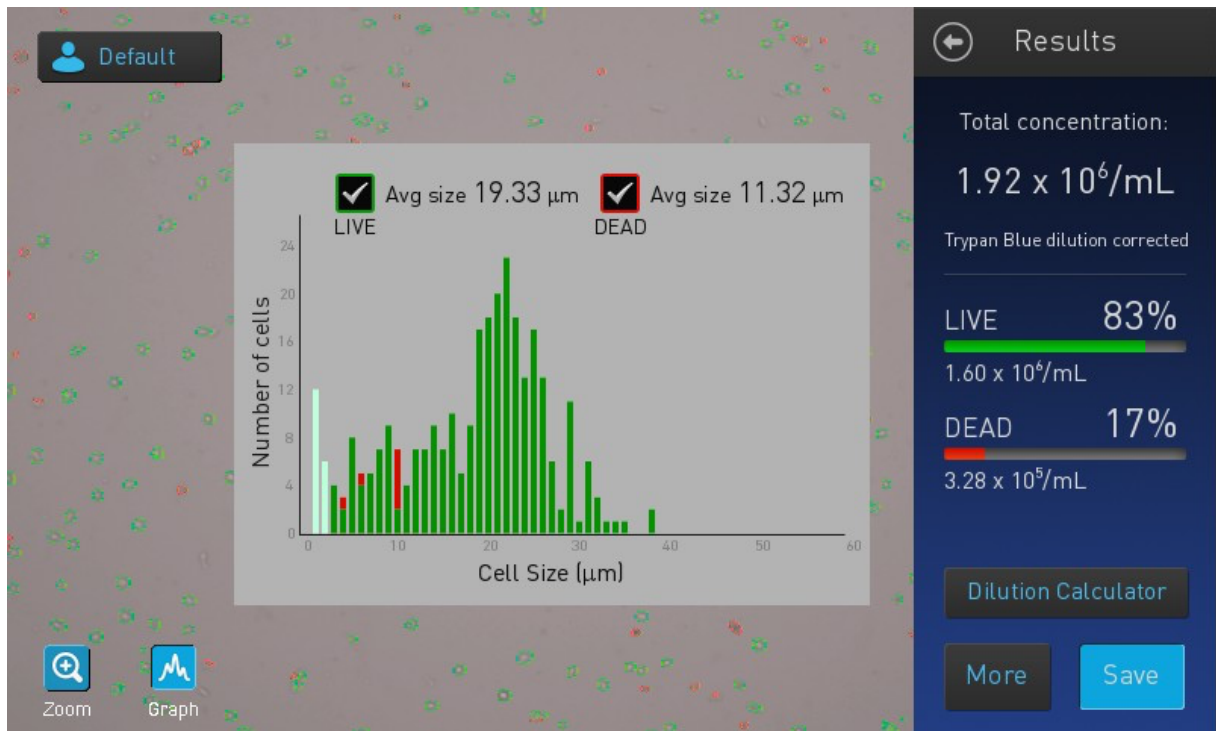 Default
Results
Total concentration:
1.92 x 10⁶/mL
Trypan Blue dilution corrected
LIVE 83%
1.60 x 10⁶/mL
DEAD 17%
3.28 x 10⁵/mL
Dilution Calculator
More
Save
Avg size 19.33 μm
LIVE
Avg size 11.32 μm
DEAD
Number of cells
24
20
16
12
8
4
0
0 10 20 30 40 50 60
Cell Size (μm)
Zoom
Graph